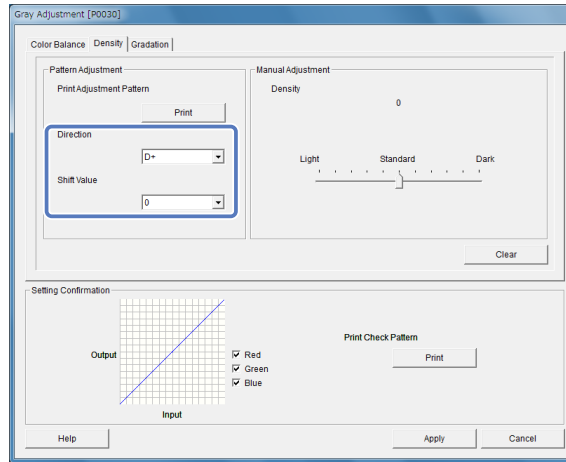 Gray Adjustment [P0030]
Color Balance Density Gradation
Pattern Adjustment
Print Adjustment Pattern
Print
Direction
D+
Shift Value
0
Manual Adjustment
Density
0
Light Standard Dark
Clear
Setting Confirmation
Output
Input
Red
Green
Blue
Print Check Pattern
Print
Help Apply Cancel